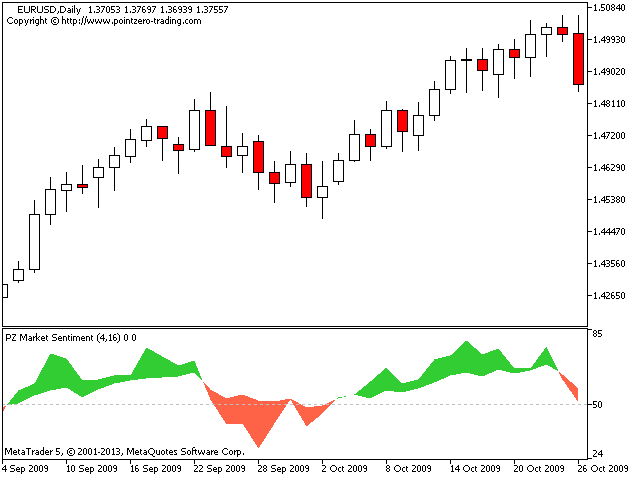 EURUSD,Daily 1.37053 1.37697 1.36939 1.37557
Copyright © http://www.pointzero-trading.com
1.50840
1.49930
1.49020
1.48110
1.47200
1.46290
1.45380
1.44470
1.43560
1.42650
PZ Market Sentiment (4,16) 0 0
85
50
24
MetaTrader 5, © 2001-2013, MetaQuotes Software Corp.
4 Sep 2009 10 Sep 2009 16 Sep 2009 22 Sep 2009 28 Sep 2009 2 Oct 2009 8 Oct 2009 14 Oct 2009 20 Oct 2009 26 Oct 2009